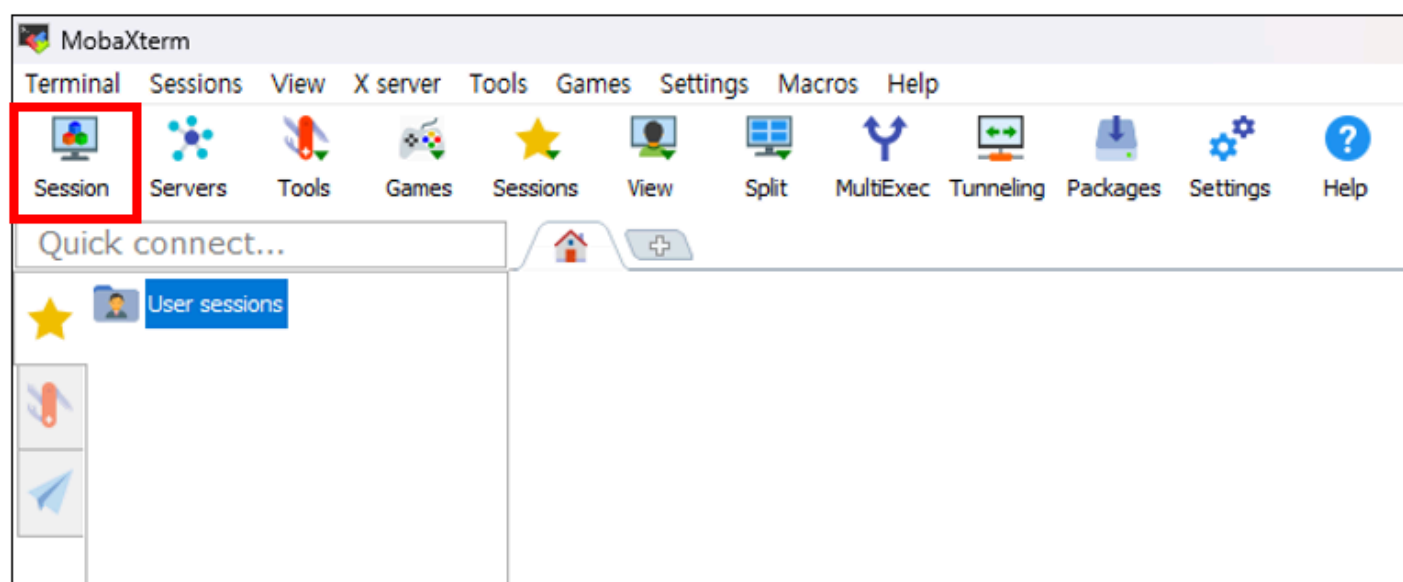 MobaXterm
Terminal Sessions View X server Tools Games Settings Macros Help
Session Servers Tools Games Sessions View Split MultiExec Tunneling Packages Settings Help
Quick connect...
User sessions